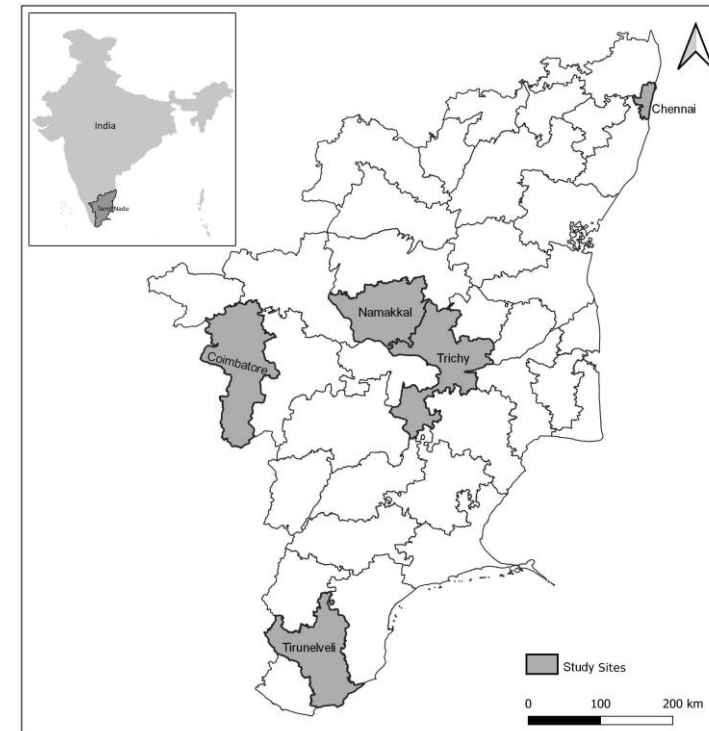 India
Tamil Nadu
Chennai
Namakkal
Trichy
Coimbatore
Tirunelveli
Study Sites
0 100 200 km